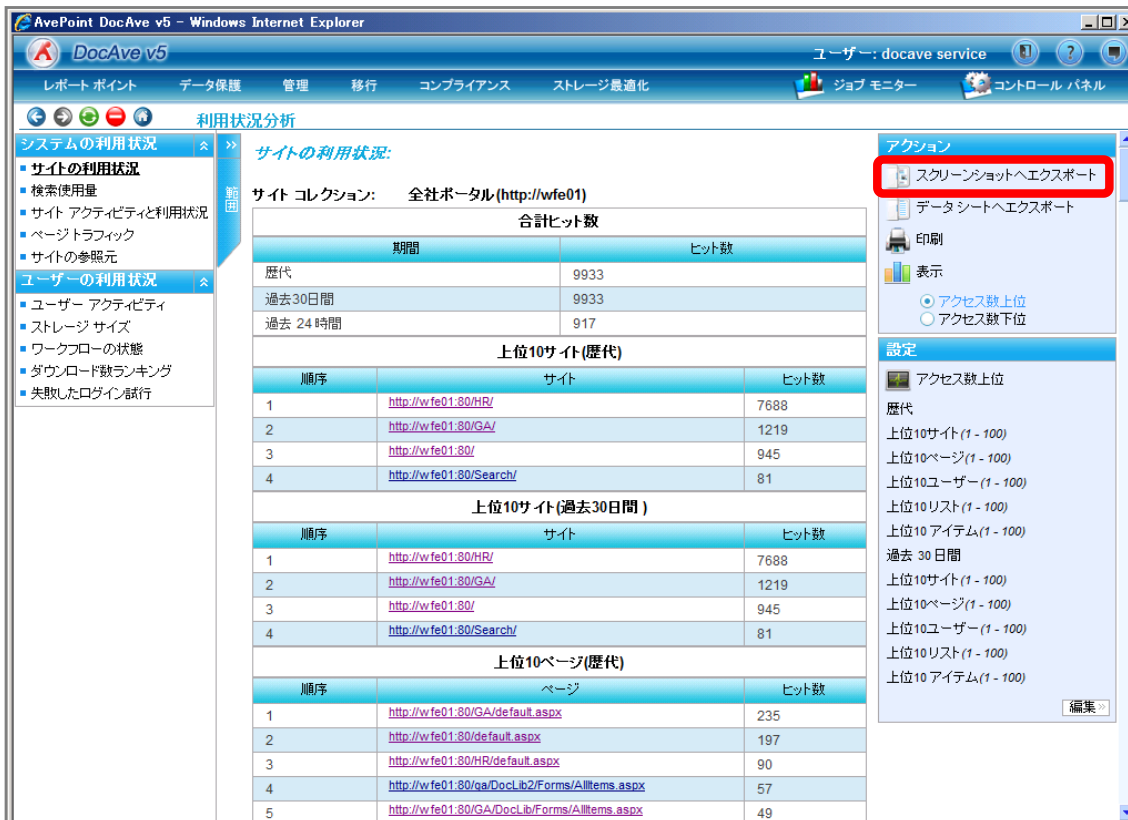 AvePoint DocAve v5 - Windows Internet Explorer
DocAve v5
ユーザー: docave service
レポート ポイント データ保護 管理 移行 コンプライアンス ストレージ最適化 ジョブ モニター コントロール パネル
利用状況分析
システムの利用状況
サイトの利用状況
検索使用量
サイト アクティビティと利用状況
ページトラフィック
サイトの参照元
ユーザーの利用状況
ユーザー アクティビティ
ストレージ サイズ
ワークフローの状態
ダウンロード数ランキング
失敗したログイン試行
範囲
サイトの利用状況:
サイト コレクション: 全社ポータル(http://wfe01)
合計ヒット数
期間 ヒット数
歴代 9933
過去30日間 9933
過去 24時間 917
上位10サイト(歴代)
順序 サイト ヒット数
1 http://wfe01:80/HR/ 7688
2 http://wfe01:80/GA/ 1219
3 http://wfe01:80/ 945
4 http://wfe01:80/Search/ 81
上位10サイト(過去30日間 )
順序 サイト ヒット数
1 http://wfe01:80/HR/ 7688
2 http://wfe01:80/GA/ 1219
3 http://wfe01:80/ 945
4 http://wfe01:80/Search/ 81
上位10ページ(歴代)
順序 ページ ヒット数
1 http://wfe01:80/GA/default.aspx 235
2 http://wfe01:80/default.aspx 197
3 http://wfe01:80/HR/default.aspx 90
4 http://wfe01:80/ga/DocLib2/Forms/AllItems.aspx 57
5 http://wfe01:80/GA/DocLib/Forms/AllItems.aspx 49
アクション
スクリーンショットへエクスポート
データシートへエクスポート
印刷
表示
アクセス数上位
アクセス数下位
設定
アクセス数上位
歴代
上位10サイト(1 - 100)
上位10ページ(1 - 100)
上位10ユーザー(1 - 100)
上位10リスト(1 - 100)
上位10 アイテム(1 - 100)
過去 30日間
上位10サイト(1 - 100)
上位10ページ(1 - 100)
上位10ユーザー(1 - 100)
上位10リスト(1 - 100)
上位10 アイテム(1 - 100)
編集